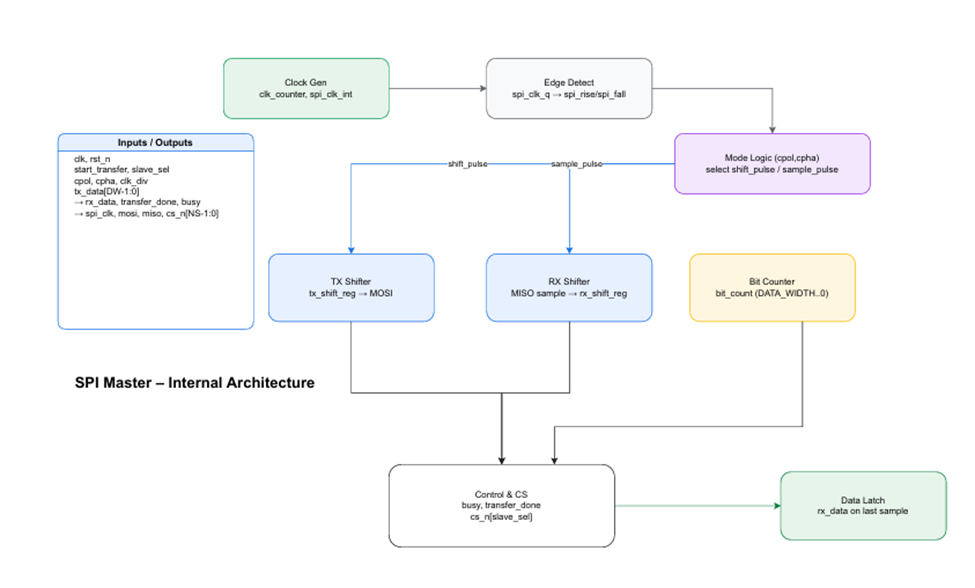 Clock Gen
clk_counter, spi_clk_int
Edge Detect
spi_clk_q → spi_rise/spi_fall
Inputs / Outputs
clk, rst_n
start_transfer, slave_sel
cpol, cpha, clk_div
tx_data[DW-1:0]
→ rx_data, transfer_done, busy
→ spi_clk, mosi, miso, cs_n[NS-1:0]
Mode Logic (cpol,cpha)
select shift_pulse / sample_pulse
shift_pulse
sample_pulse
TX Shifter
tx_shift_reg → MOSI
RX Shifter
MISO sample → rx_shift_reg
Bit Counter
bit_count (DATA_WIDTH..0)
SPI Master – Internal Architecture
Control & CS
busy, transfer_done
cs_n[slave_sel]
Data Latch
rx_data on last sample